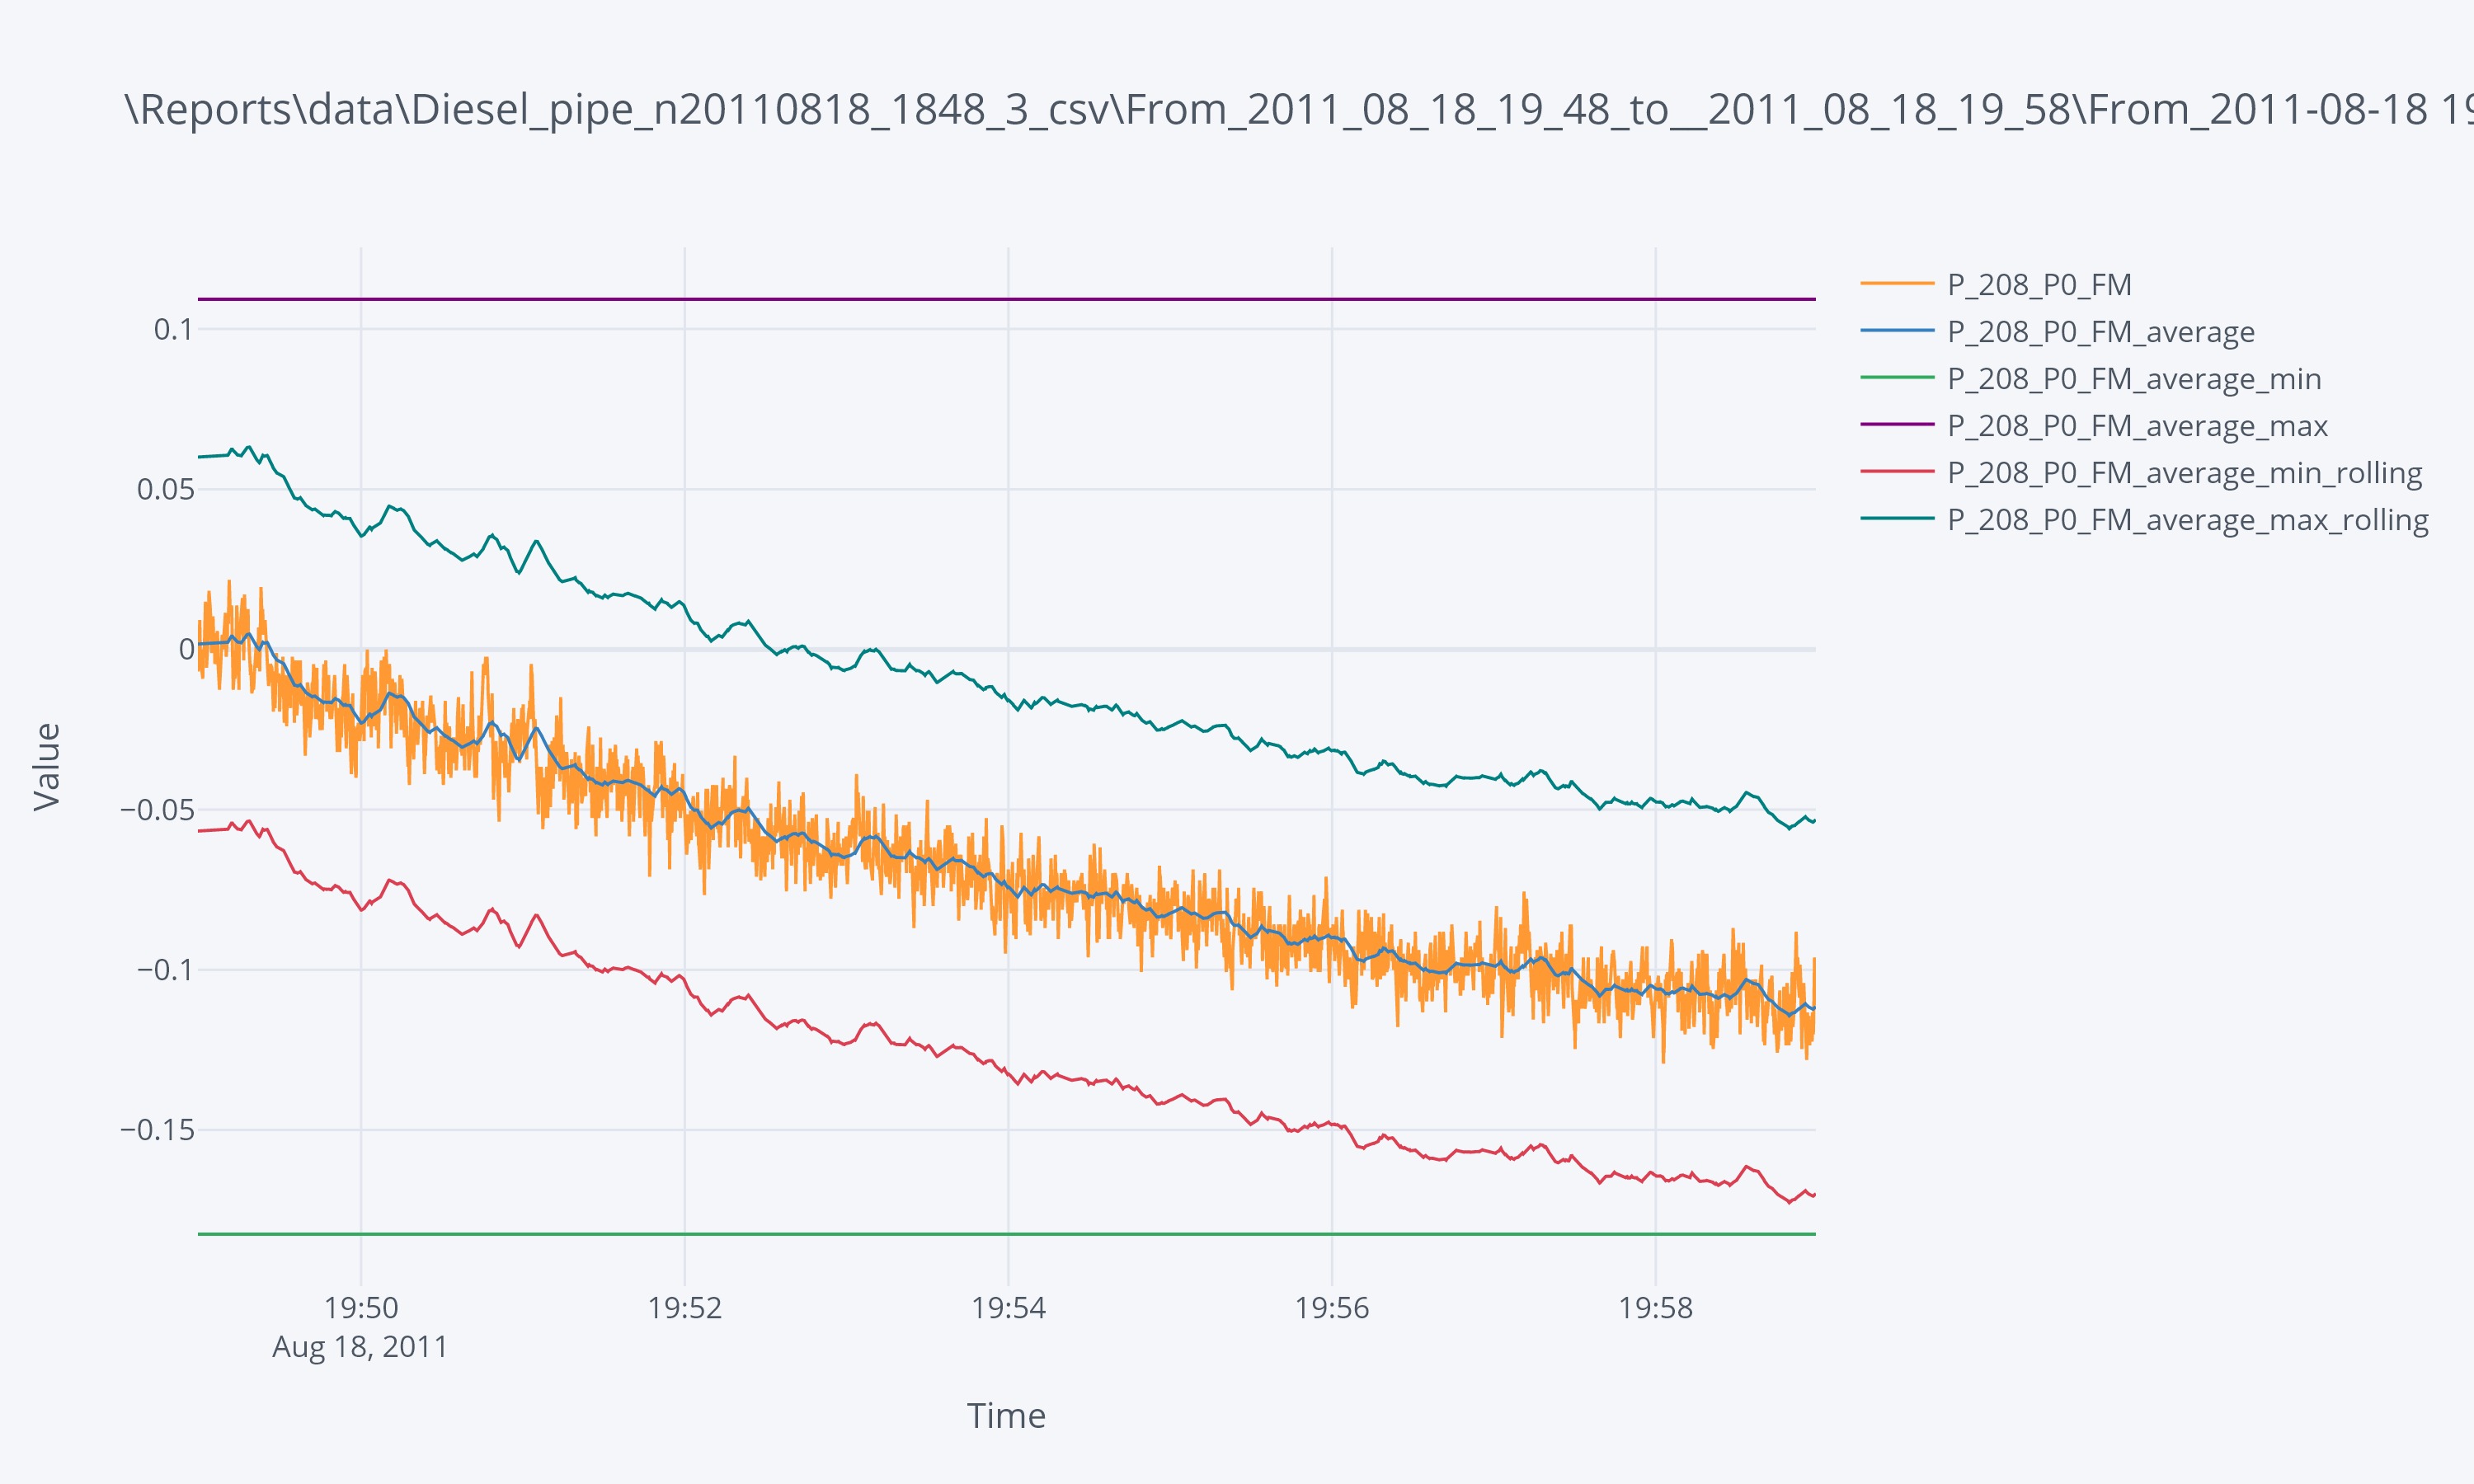 \Reports\data\Diesel_pipe_n20110818_1848_3_csv\From_2011_08_18_19_48_to__2011_08_18_19_58\From_2011-08-18 19
P_208_P0_FM
P_208_P0_FM_average
P_208_P0_FM_average_min
P_208_P0_FM_average_max
P_208_P0_FM_average_min_rolling
P_208_P0_FM_average_max_rolling
0.1
0.05
0
−0.05
−0.1
−0.15
Value
19:50
19:52
19:54
19:56
19:58
Aug 18, 2011
Time